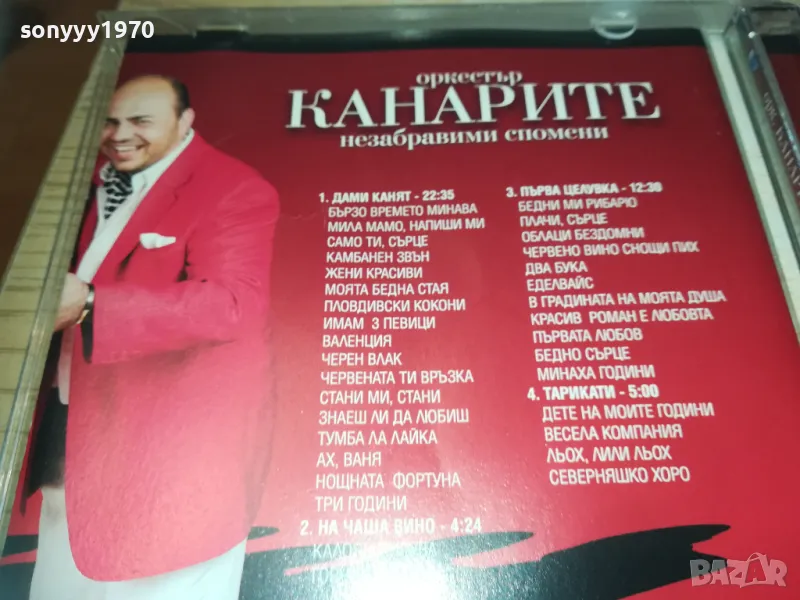 sonyyy1970
оркестър
КАНАРИТЕ
незабравими спомени
1. ДАМИ КАНЯТ - 22:35
БЪРЗО ВРЕМЕТО МИНАВА
МИЛА МАМО, НАПИШИ МИ
САМО ТИ, СЪРЦЕ
КАМБАНЕН ЗВЪН
ЖЕНИ КРАСИВИ
МОЯТА БЕДНА СТАЯ
ПЛОВДИВСКИ КОКОНИ
ИМАМ 3 ПЕВИЦИ
ВАЛЕНЦИЯ
ЧЕРЕН ВЛАК
ЧЕРВЕНАТА ТИ ВРЪЗКА
СТАНИ МИ, СТАНИ
ЗНАЕШ ЛИ ДА ЛЮБИШ
ТУМБА ЛА ЛАЙКА
АХ, ВАНЯ
НОЩНАТА ФОРТУНА
ТРИ ГОДИНИ
2. НА ЧАША ВИНО - 4:24
3. ПЪРВА ЦЕЛУВКА - 12:30
БЕДНИ МИ РИБАРЮ
ПЛАЧИ, СЪРЦЕ
ОБЛАЦИ БЕЗДОМНИ
ЧЕРВЕНО ВИНО СНОЩИ ПИХ
ДВА БУКА
ЕДЕЛВАЙС
В ГРАДИНАТА НА МОЯТА ДУША
КРАСИВ РОМАН Е ЛЮБОВТА
ПЪРВАТА ЛЮБОВ
БЕДНО СЪРЦЕ
МИНАХА ГОДИНИ
4. ТАРИКАТИ - 5:00
ДЕТЕ НА МОИТЕ ГОДИНИ
ВЕСЕЛА КОМПАНИЯ
ЛЬОХ, ЛИЛИ ЛЬОХ
СЕВЕРНЯШКО ХОРО
орк. КАНАР
BAZAR